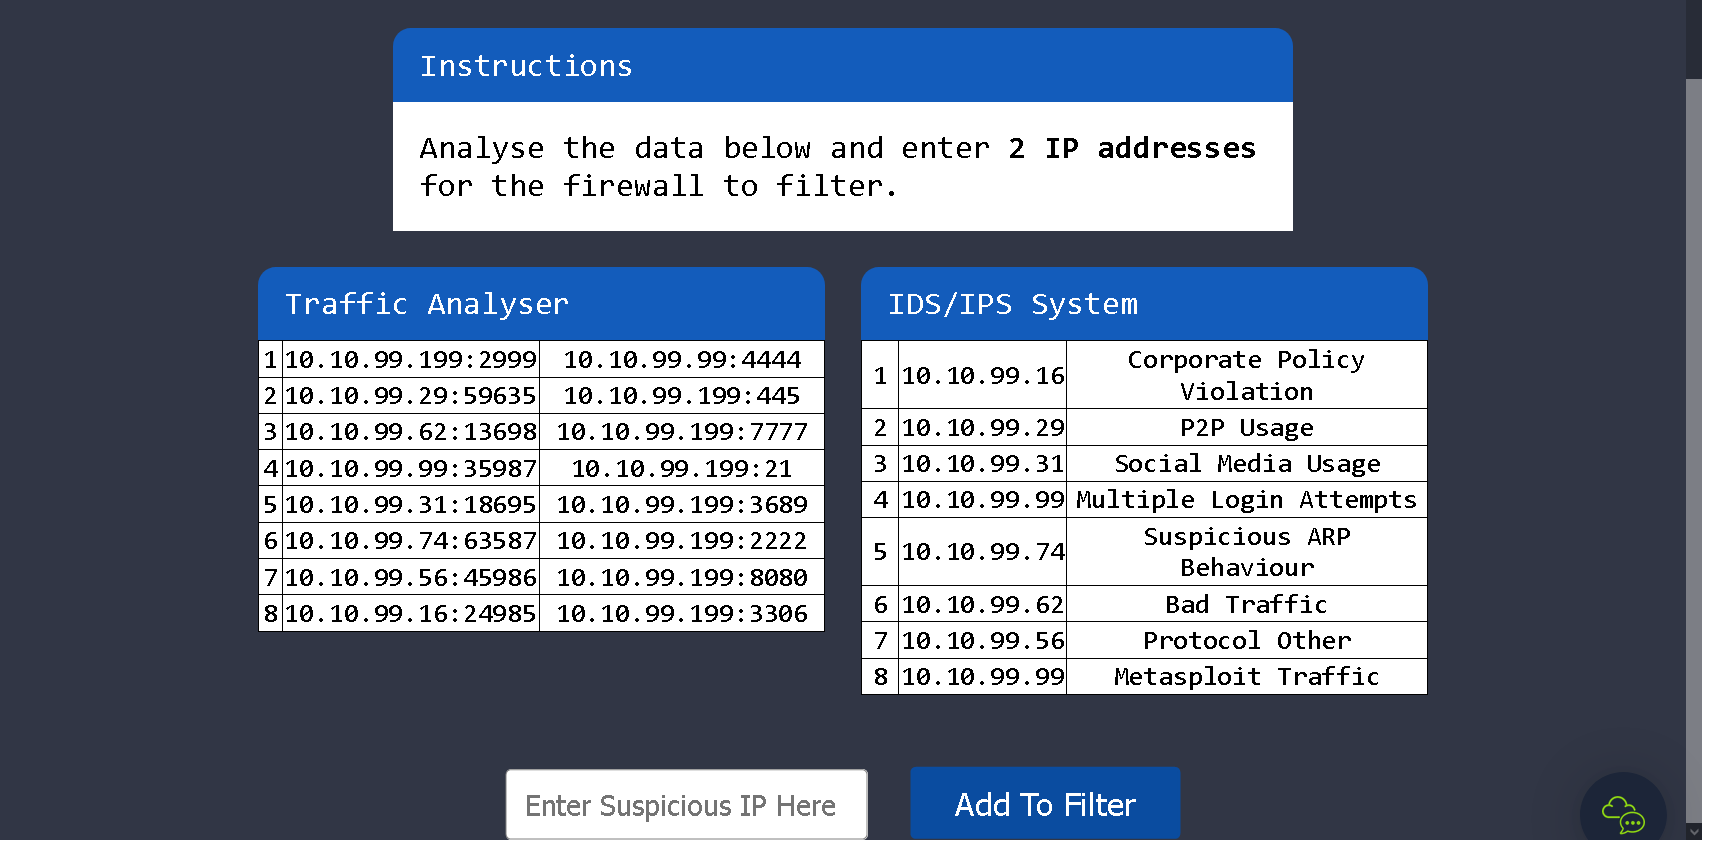 Instructions
Analyse the data below and enter 2 IP addresses
for the firewall to filter.
Traffic Analyser
1 10.10.99.199:2999 10.10.99.99:4444
2 10.10.99.29:59635 10.10.99.199:445
3 10.10.99.62:13698 10.10.99.199:7777
4 10.10.99.99:35987 10.10.99.199:21
5 10.10.99.31:18695 10.10.99.199:3689
6 10.10.99.74:63587 10.10.99.199:2222
7 10.10.99.56:45986 10.10.99.199:8080
8 10.10.99.16:24985 10.10.99.199:3306
IDS/IPS System
1 10.10.99.16 Corporate Policy
Violation
2 10.10.99.29 P2P Usage
3 10.10.99.31 Social Media Usage
4 10.10.99.99 Multiple Login Attempts
5 10.10.99.74 Suspicious ARP
Behaviour
6 10.10.99.62 Bad Traffic
7 10.10.99.56 Protocol Other
8 10.10.99.99 Metasploit Traffic
Enter Suspicious IP Here
Add To Filter